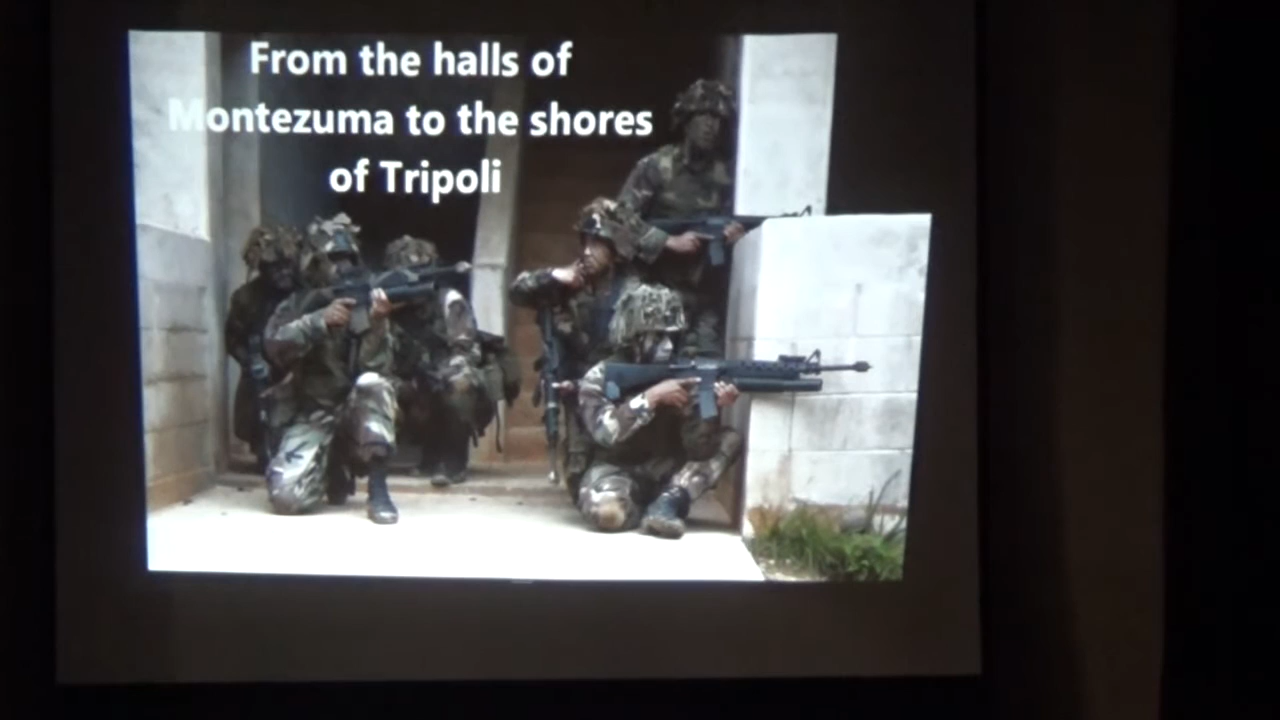 From the halls of
Montezuma to the shores
of Tripoli